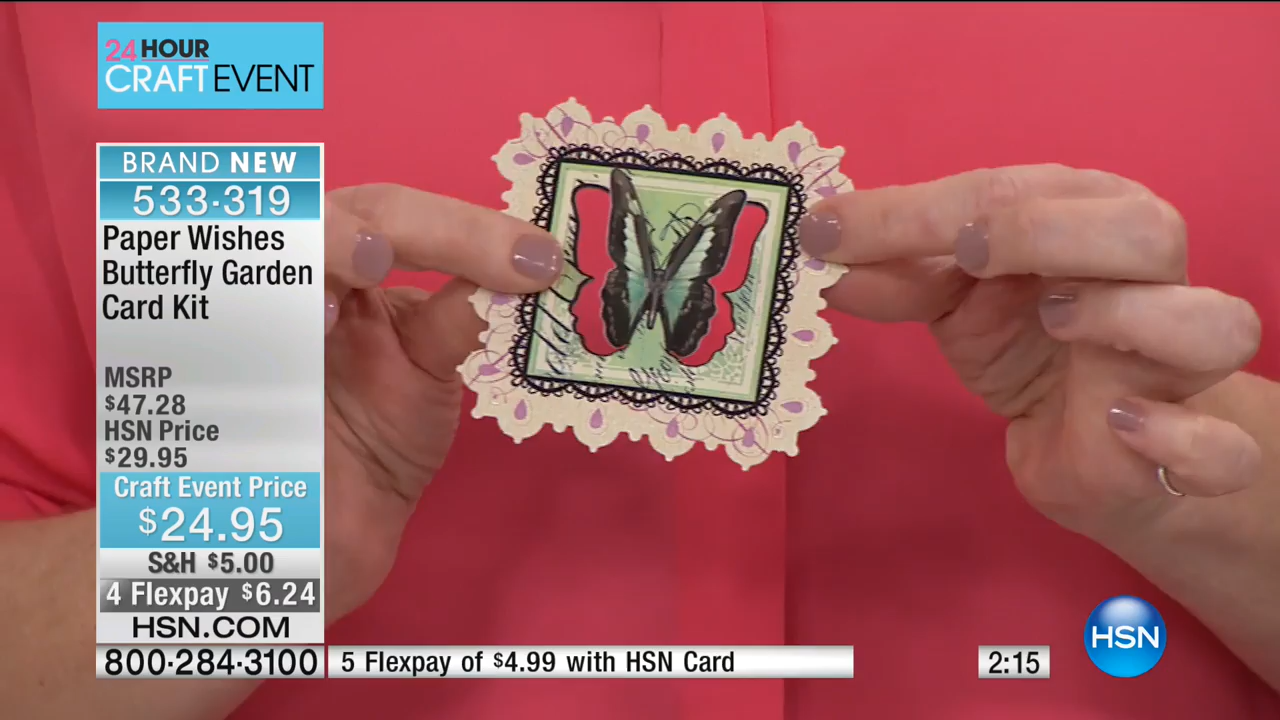 24 HOUR
CRAFT EVENT
BRAND NEW
533-319
Paper Wishes
Butterfly Garden
Card Kit
MSRP
$47.28
HSN Price
$29.95
Craft Event Price
$24.95
S&H $5.00
4 Flexpay $6.24
HSN.COM
800-284-3100
5 Flexpay of $4.99 with HSN Card
2:15
HSN